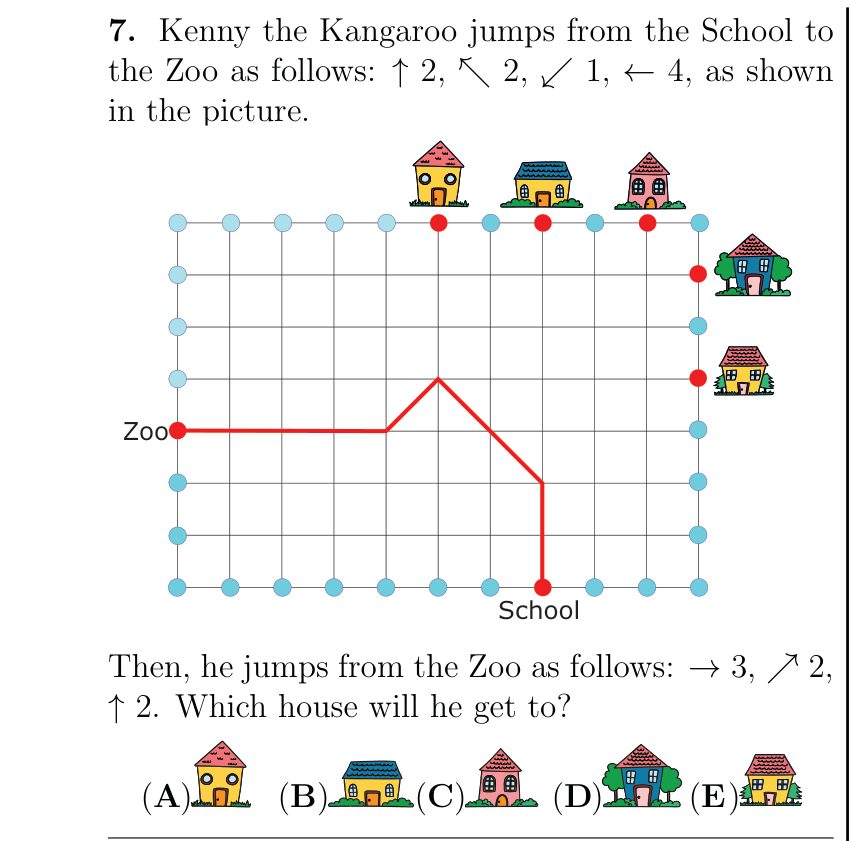 7. Kenny the Kangaroo jumps from the School to
the Zoo as follows: ↑ 2, ↖ 2, ↙ 1, ← 4, as shown
in the picture.
Zoo
School
Then, he jumps from the Zoo as follows: → 3, ↗ 2,
↑ 2. Which house will he get to?
(A) (B) (C) (D) (E)